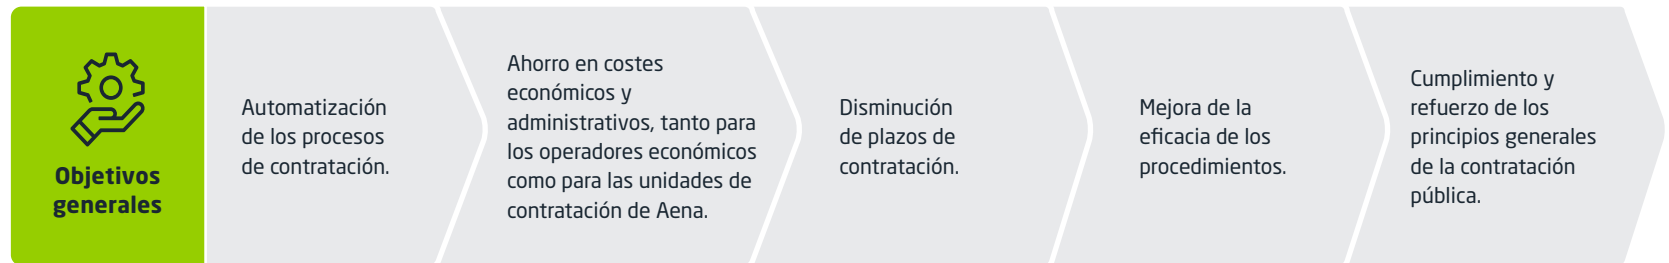 Objetivos
generales
Automatización
de los procesos
de contratación.
Ahorro en costes
económicos y
administrativos, tanto para
los operadores económicos
como para las unidades de
contratación de Aena.
Disminución
de plazos de
contratación.
Mejora de la
eficacia de los
procedimientos.
Cumplimiento y
refuerzo de los
principios generales
de la contratación
pública.